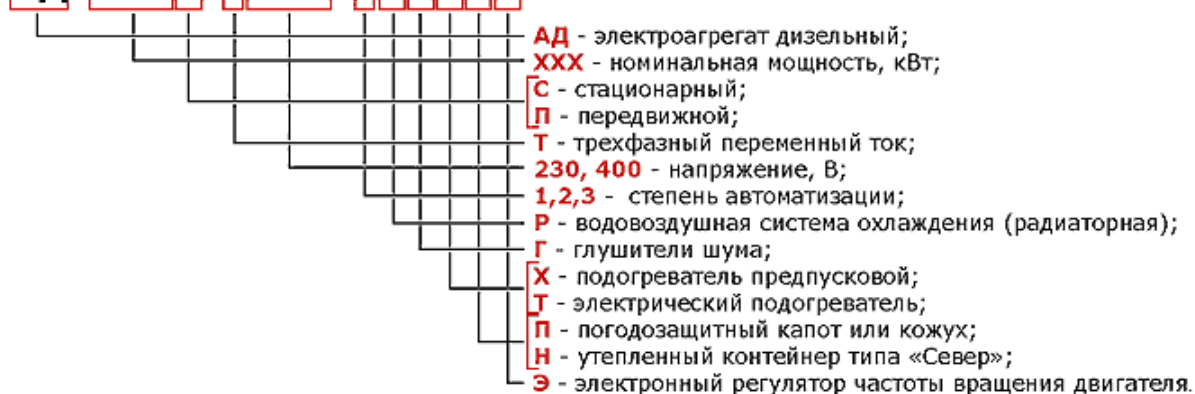 АД - электроагрегат дизельный;
ХХХ - номинальная мощность, кВт;
С - стационарный;
П - передвижной;
Т - трехфазный переменный ток;
230, 400 - напряжение, В;
1,2,3 - степень автоматизации;
Р - водовоздушная система охлаждения (радиаторная);
Г - глушители шума;
Х - подогреватель предпусковой;
Т - электрический подогреватель;
П - погодозащитный капот или кожух;
Н - утепленный контейнер типа «Север»;
Э - электронный регулятор частоты вращения двигателя.